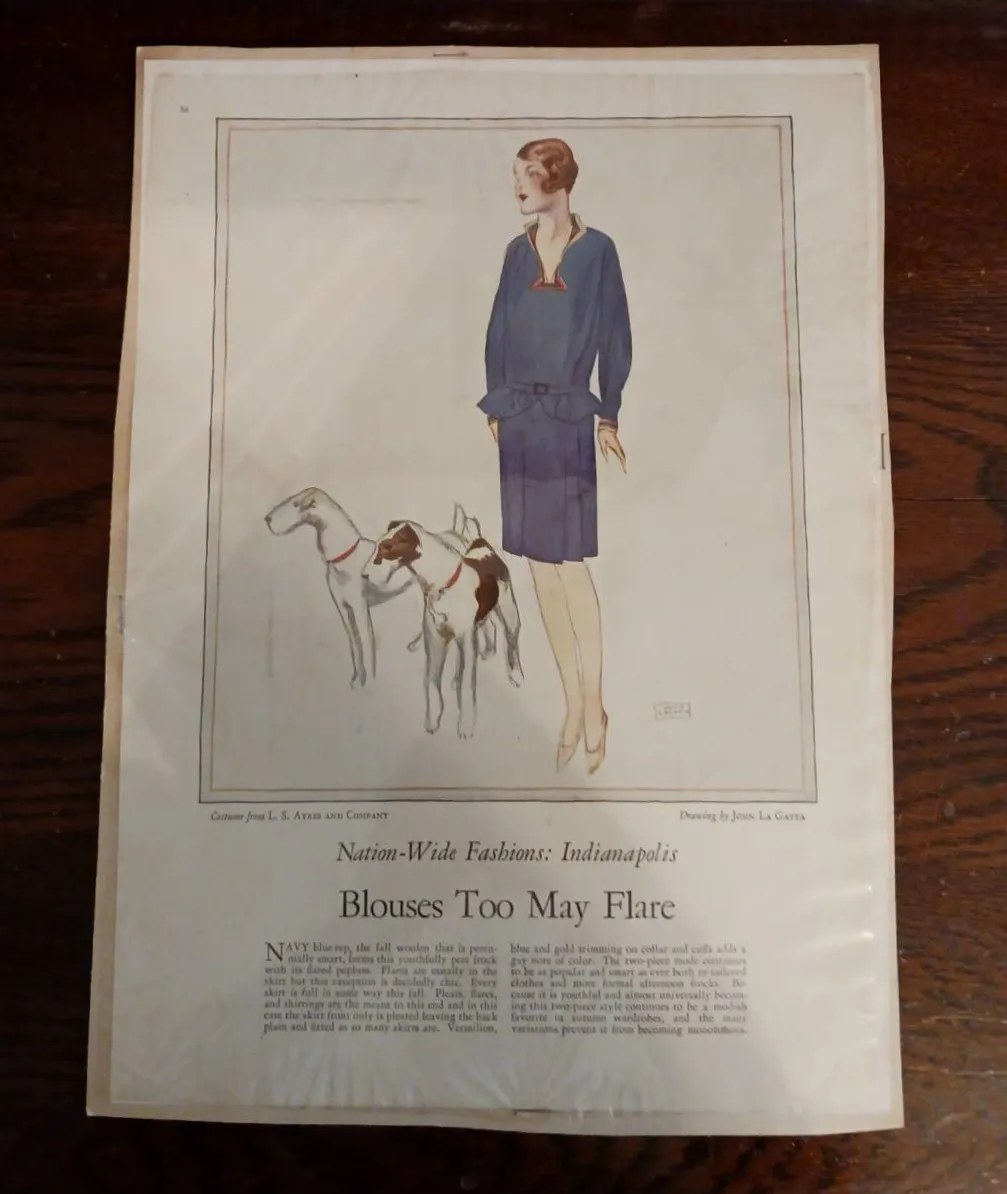 Costume from L. S. AYRES AND COMPANY
Drawing by JOHN LA GATTA
Nation-Wide Fashions: Indianapolis
Blouses Too May Flare
NAVY blue rep, the fall woolen that is peren-
nially smart, forms this youthfully pert frock
with its flared peplum. Flares are usually in the
skirt but this exception is decidedly chic. Every
skirt is full in some way this fall. Pleats, flares,
and shirrings are the means to this end and in this
case the skirt front only is pleated leaving the back
plain and fitted as so many skirts are. Vermilion,
blue and gold trimming on collar and cuffs adds a
gay note of color. The two-piece mode continues
to be as popular and smart as ever both in tailored
clothes and more formal afternoon frocks. Be-
cause it is youthful and almost universally becom-
ing this two-piece style continues to be a modish
favorite in autumn wardrobes, and the many
variations prevent it from becoming monotonous.